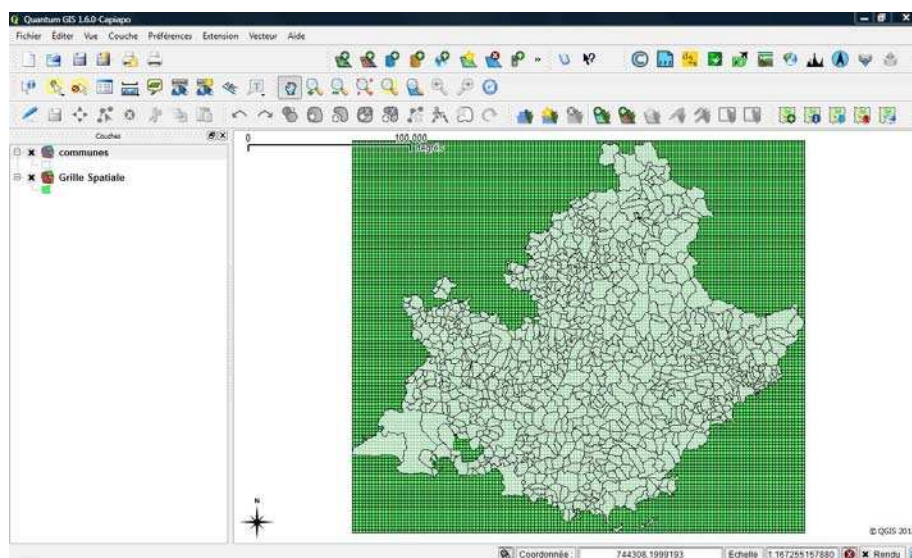 Quantum GIS 1.6.0-Capiapo
Fichier Éditer Vue Couche Préférences Extension Vecteur Aide
Couches
communes
Grille Spatiale
0 100,000
degrés
N
© QGIS 201
Coordonnée : 744308,1999193 Echelle 1:167255157880 Rendu